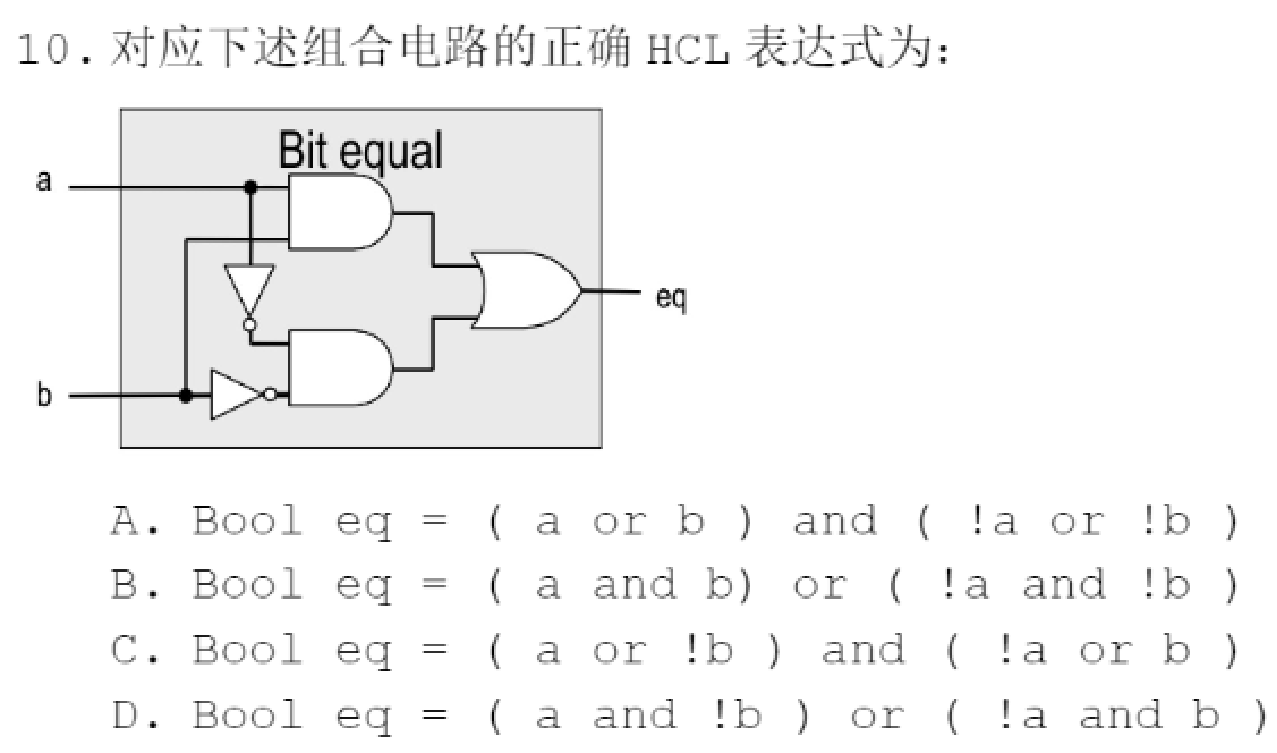 10. 对应下述组合电路的正确 HCL 表达式为:
Bit equal
a
eq
b
A. Bool eq = ( a or b ) and ( !a or !b )
B. Bool eq = ( a and b) or ( !a and !b )
C. Bool eq = ( a or !b ) and ( !a or b )
D. Bool eq = ( a and !b ) or ( !a and b )